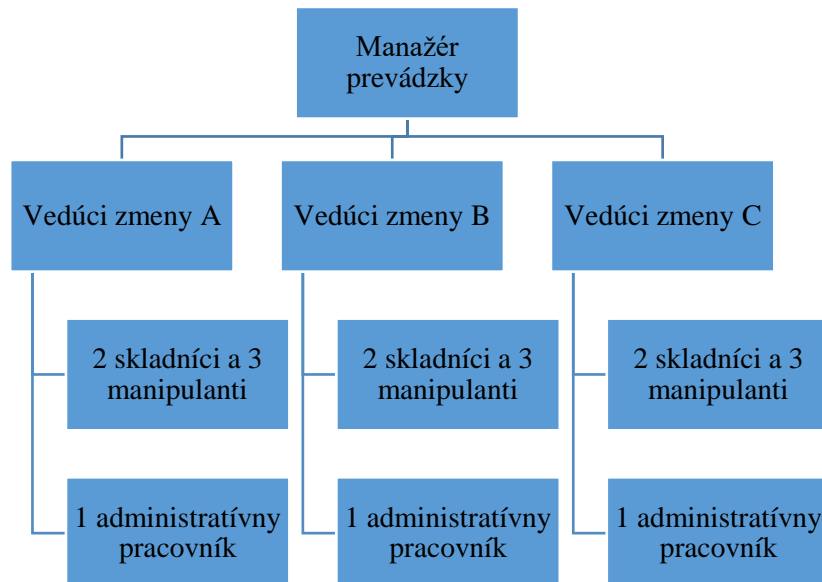 Manažér
prevádzky
Vedúci zmeny A
Vedúci zmeny B
Vedúci zmeny C
2 skladníci a 3
manipulanti
2 skladníci a 3
manipulanti
2 skladníci a 3
manipulanti
1 administratívny
pracovník
1 administratívny
pracovník
1 administratívny
pracovník